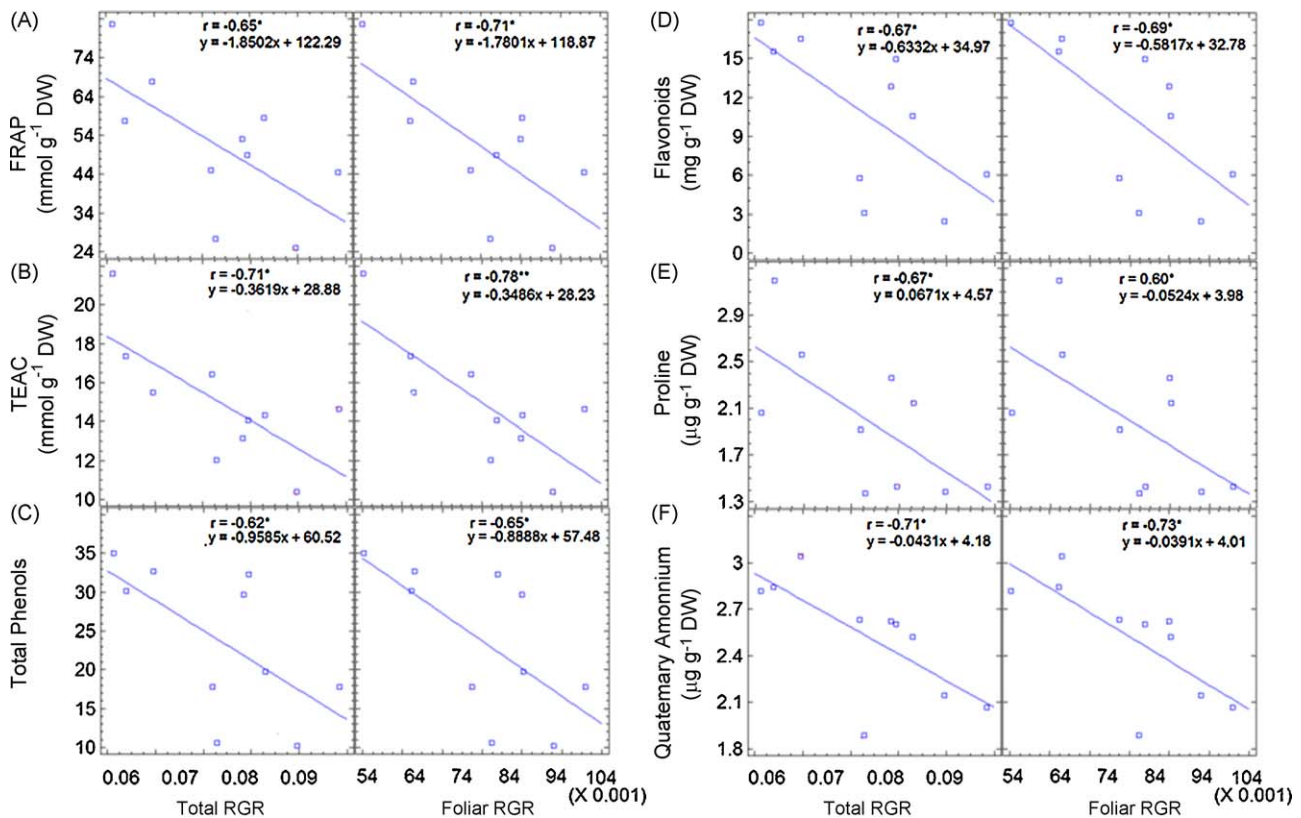 (A)
FRAP
(mmol g⁻¹ DW)
74
64
54
44
34
24
r = -0.65*
y = -1.8502x + 122.29
r = -0.71*
y = -1.7801x + 118.87
(B)
TEAC
(mmol g⁻¹ DW)
20
18
16
14
12
10
r = -0.71*
y = -0.3619x + 28.88
r = -0.78**
y = -0.3486x + 28.23
(C)
Total Phenols
35
30
25
20
15
10
r = -0.62*
y = -0.9585x + 60.52
r = -0.65*
y = -0.8888x + 57.48
0.06 0.07 0.08 0.09
Total RGR
54 64 74 84 94 104
(X 0.001)
Foliar RGR
(D)
Flavonoids
(mg g⁻¹ DW)
15
12
9
6
3
0
r = -0.67*
y = -0.6332x + 34.97
r = -0.69*
y = -0.5817x + 32.78
(E)
Proline
(µg g⁻¹ DW)
2.9
2.5
2.1
1.7
1.3
r = -0.67*
y = 0.0671x + 4.57
r = 0.60*
y = -0.0524x + 3.98
(F)
Quaternary Amonnium
(µg g⁻¹ DW)
3
2.7
2.4
2.1
1.8
r = -0.71*
y = -0.0431x + 4.18
r = -0.73*
y = -0.0391x + 4.01
0.06 0.07 0.08 0.09
Total RGR
54 64 74 84 94 104
(X 0.001)
Foliar RGR